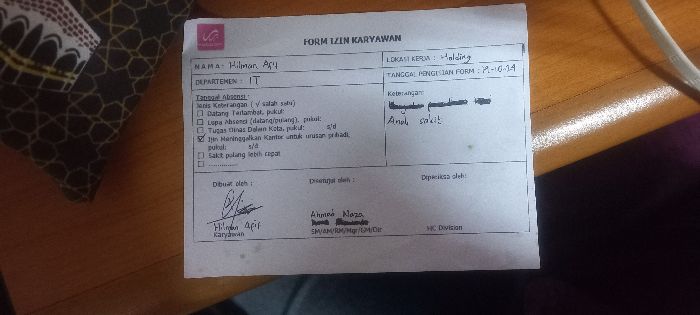 FORM IZIN KARYAWAN
NAMA : Hilman Afif
LOKASI KERJA : Holding
DEPARTEMEN : IT
TANGGAL PENGISIAN FORM :
Tanggal Absensi :
Jenis Keterangan ( √ salah satu)
Datang Terlambat, pukul:
Lupa Absensi (datang/pulang), pukul:
Tugas Dinas Dalam Kota, pukul: s/d
Ijin Meninggalkan Kantor untuk urusan pribadi,
pukul: s/d
Sakit pulang lebih cepat
.............
Keterangan:
Anak sakit
Dibuat oleh :
Disetujui oleh :
Diperiksa oleh:
Hilman Afif
Karyawan
Ahmad Naza
SM/AM/RM/Mgr/GM/Dir
HC Division